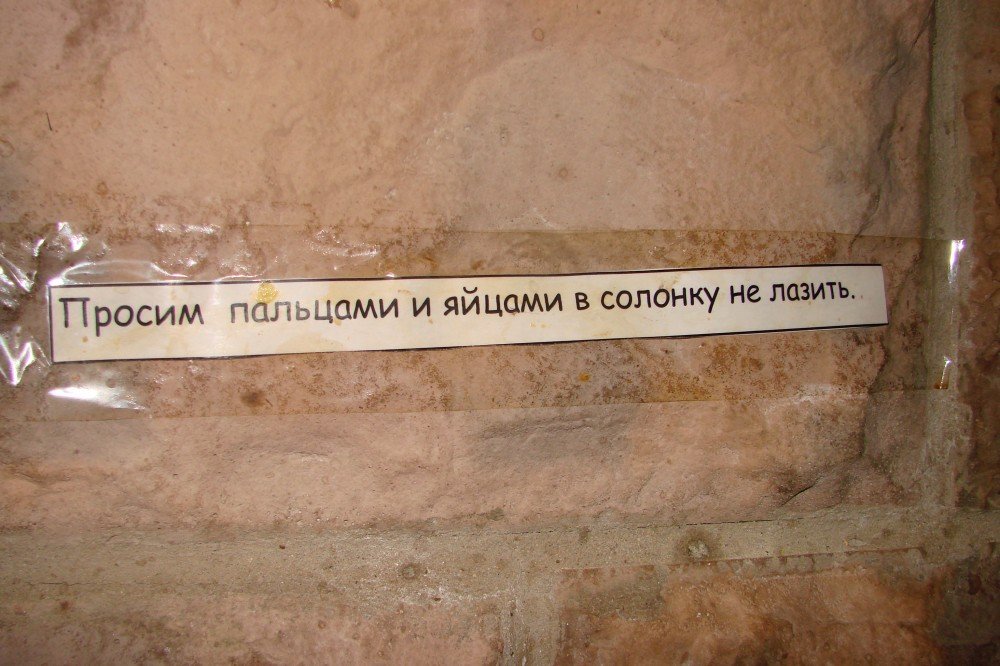 Просим пальцами и яйцами в солонку не лазить.